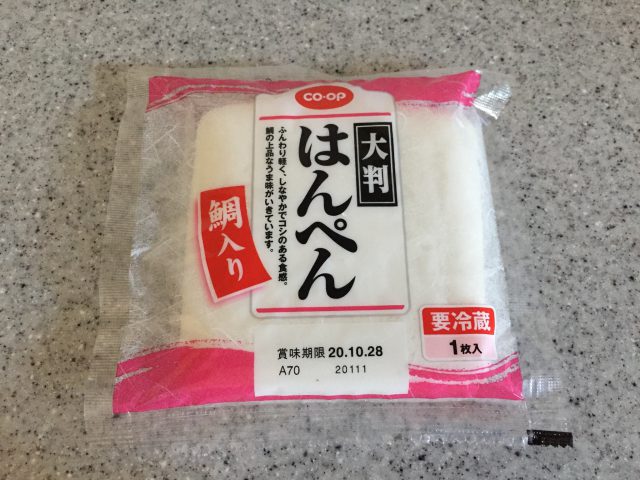 CO·OP
大判
はんぺん
ふんわり軽く、しなやかでコシのある食感。
鯛の上品なうま味がいきています。
鯛入り
要冷蔵
1枚入
賞味期限 20.10.28
A70 20111